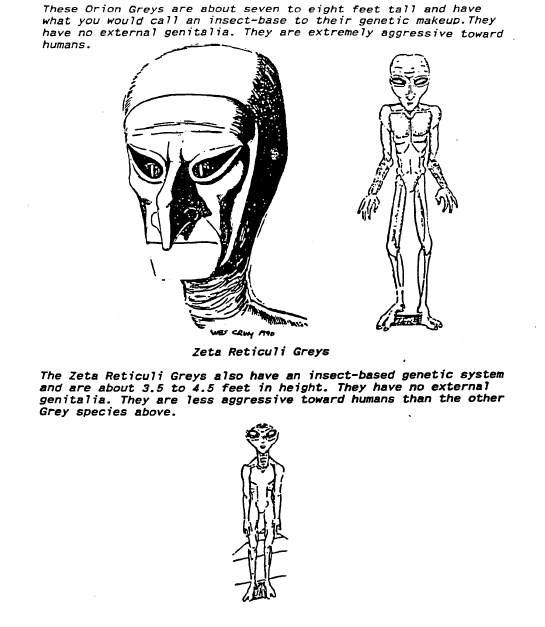 These Orion Greys are about seven to eight feet tall and have
what you would call an insect-base to their genetic makeup.They
have no external genitalia. They are extremely aggressive toward
humans.
WES CRUM 1990
Zeta Reticuli Greys
The Zeta Reticuli Greys also have an insect-based genetic system
and are about 3.5 to 4.5 feet in height. They have no external
genitalia. They are less aggressive toward humans than the other
Grey species above.